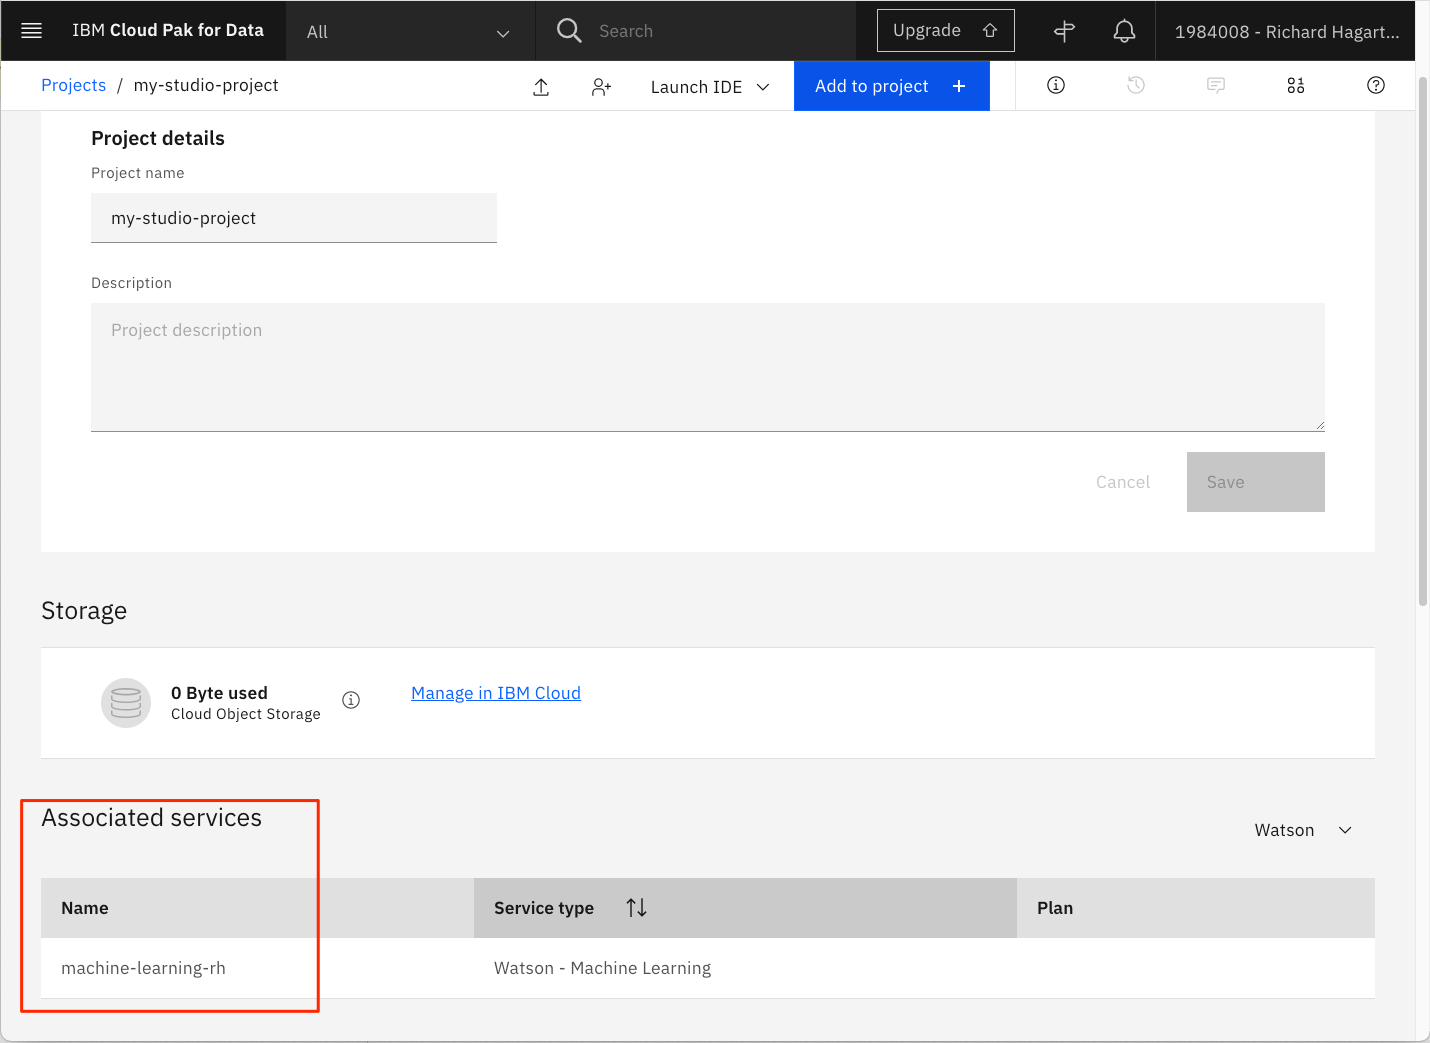 IBM Cloud Pak for Data
All
Search
Upgrade
1984008 - Richard Hagart...
Projects / my-studio-project
Launch IDE
Add to project +
Project details
Project name
my-studio-project
Description
Project description
Cancel
Save
Storage
0 Byte used
Cloud Object Storage
Manage in IBM Cloud
Associated services
Watson
Name Service type Plan
machine-learning-rh Watson - Machine Learning